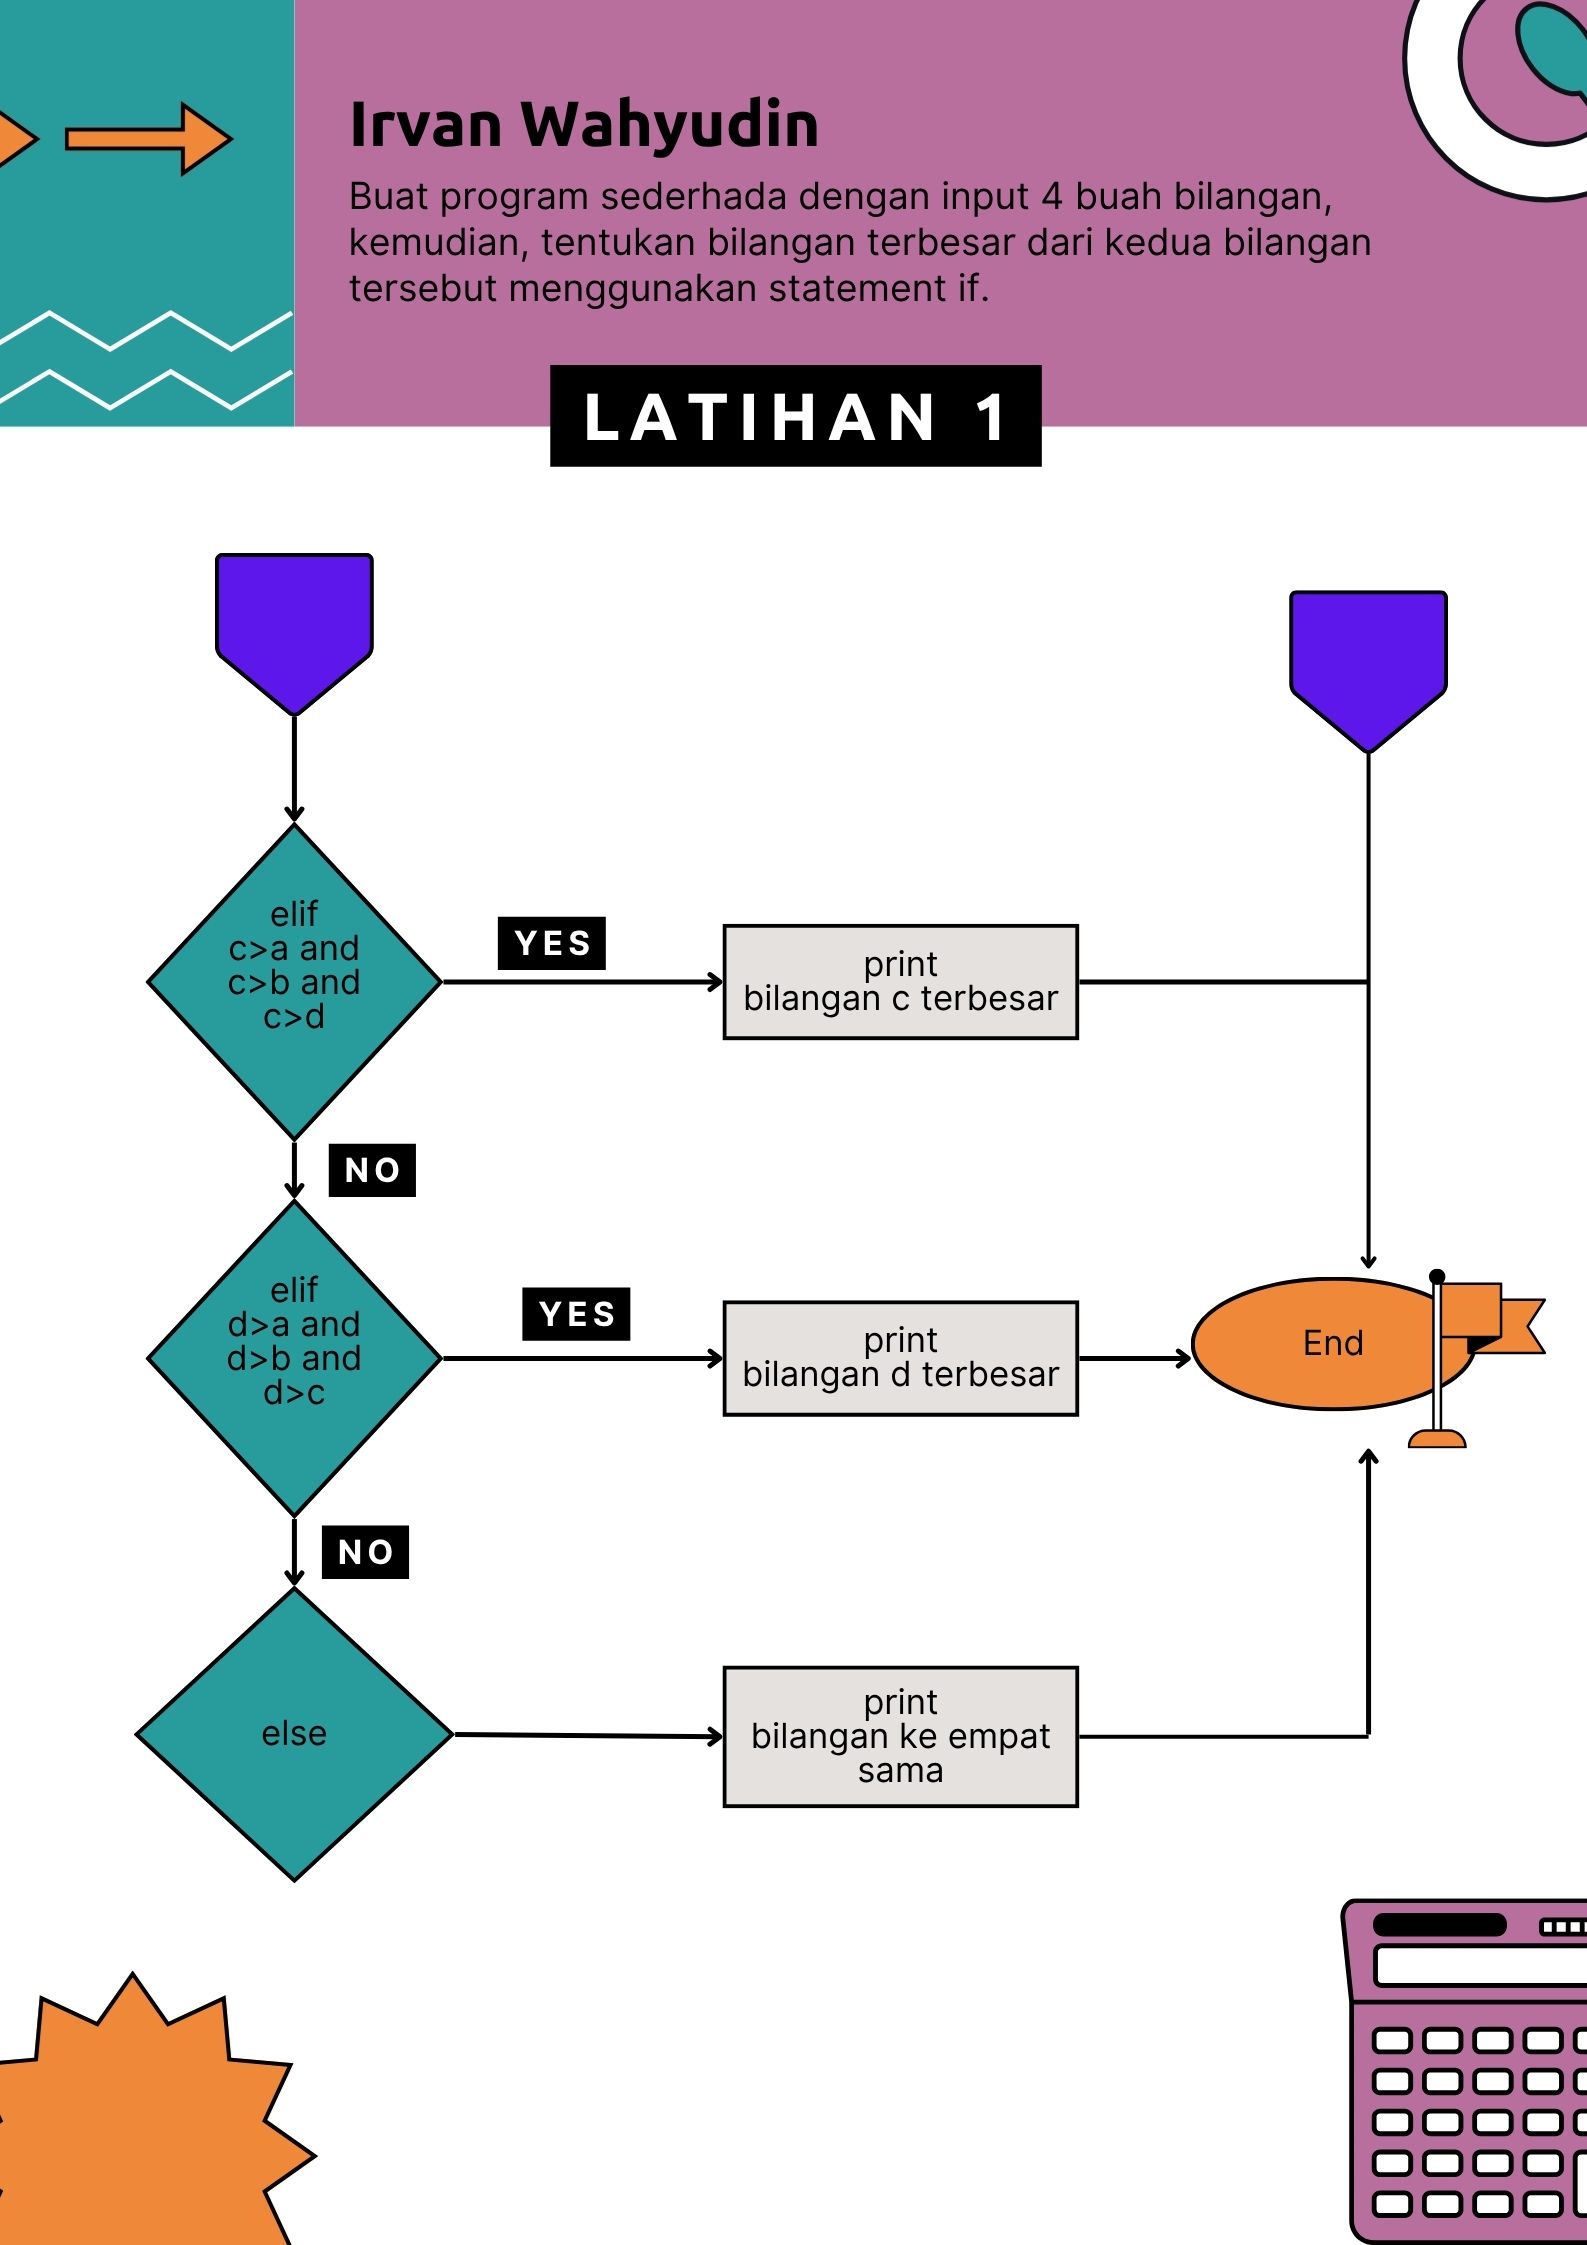 Irvan Wahyudin
Buat program sederhada dengan input 4 buah bilangan,
kemudian, tentukan bilangan terbesar dari kedua bilangan
tersebut menggunakan statement if.
LATIHAN 1
elif
c>a and
c>b and
c>d
YES
print
bilangan c terbesar
NO
elif
d>a and
d>b and
d>c
YES
print
bilangan d terbesar
End
NO
else
print
bilangan ke empat
sama